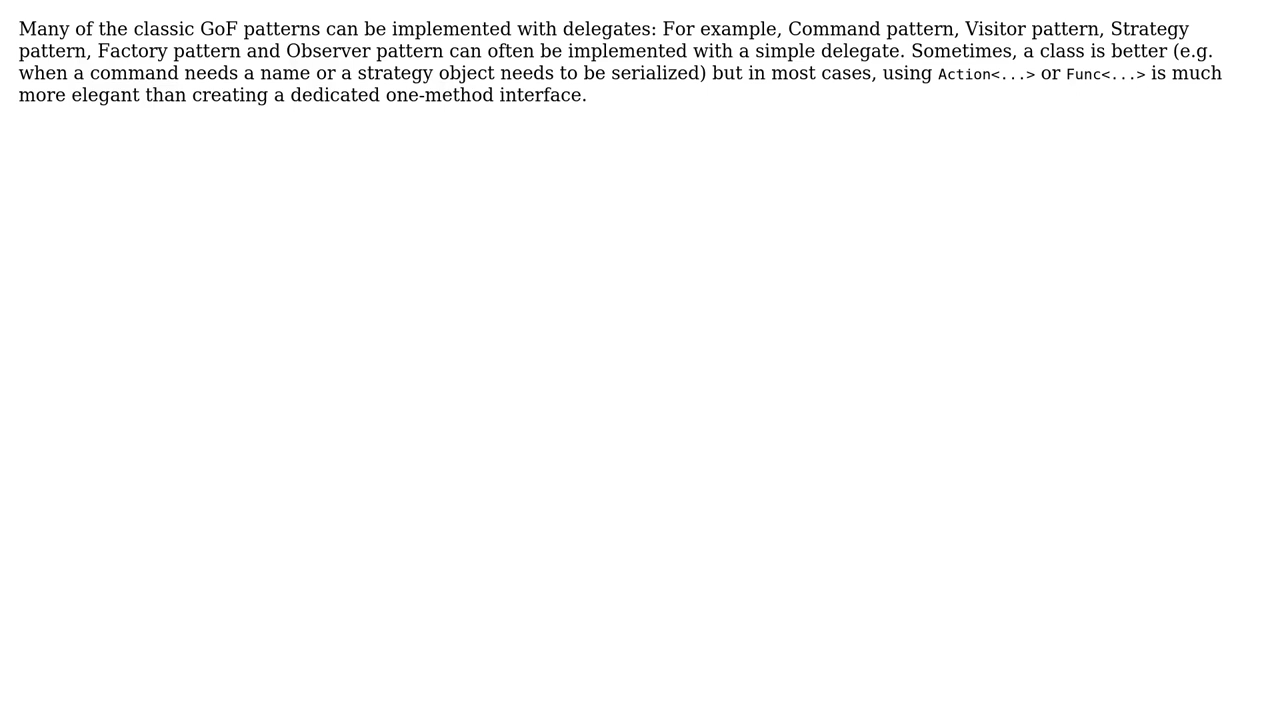 Many of the classic GoF patterns can be implemented with delegates: For example, Command pattern, Visitor pattern, Strategy
pattern, Factory pattern and Observer pattern can often be implemented with a simple delegate. Sometimes, a class is better (e.g.
when a command needs a name or a strategy object needs to be serialized) but in most cases, using Action<...> or Func<...> is much
more elegant than creating a dedicated one-method interface.